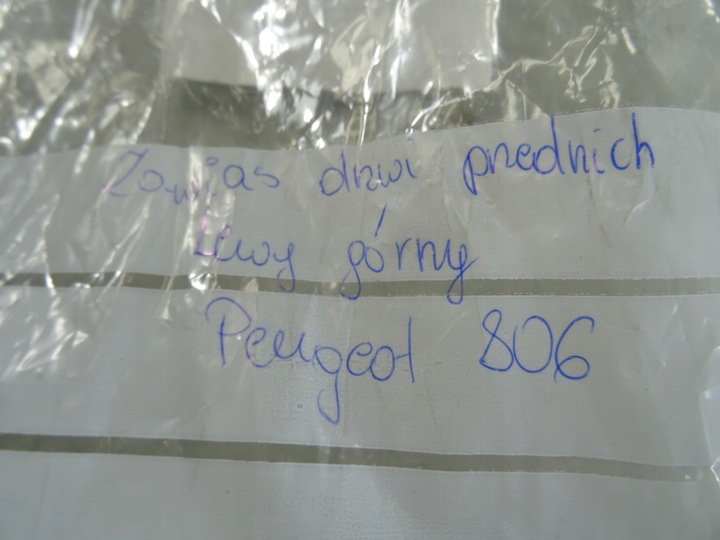 Zawias drzwi przednich
Lewy górny
Peugeot 806